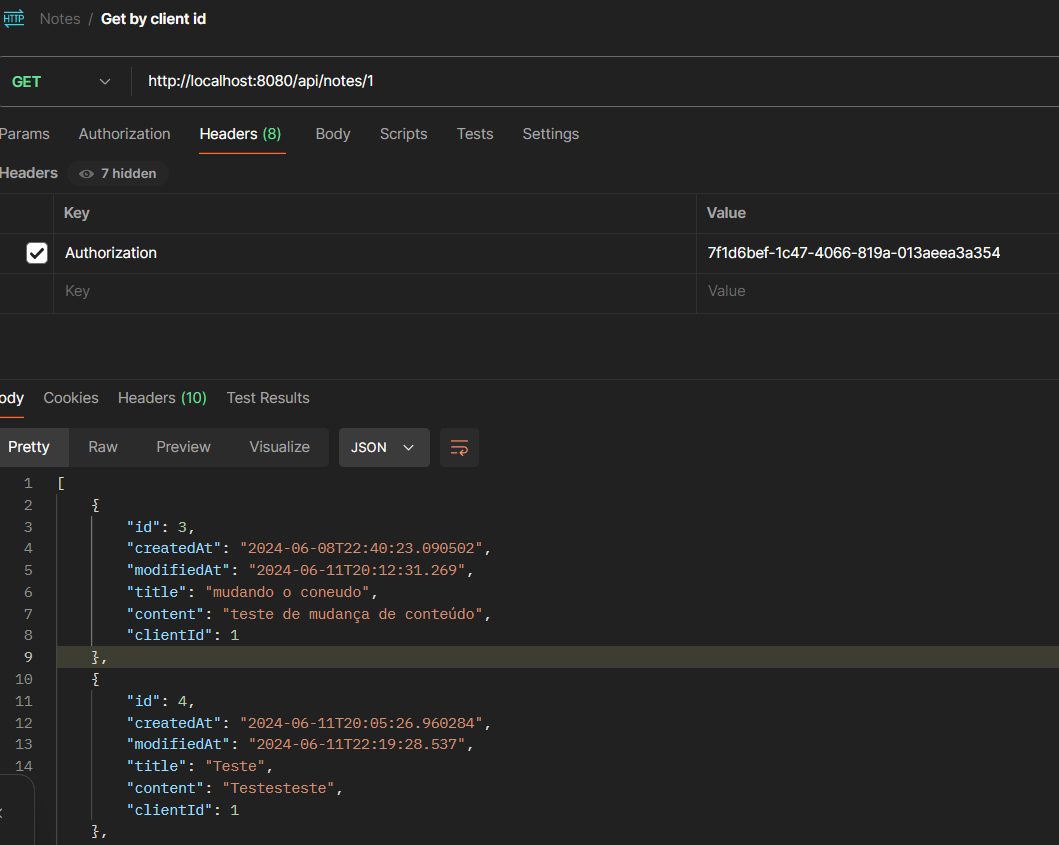 HTTP Notes / Get by client id
GET http://localhost:8080/api/notes/1
Params Authorization Headers (8) Body Scripts Tests Settings
Headers 7 hidden
Key Value
Authorization 7f1d6bef-1c47-4066-819a-013aeea3a354
Key Value
ody Cookies Headers (10) Test Results
Pretty Raw Preview Visualize JSON
1 [
2 {
3 "id": 3,
4 "createdAt": "2024-06-08T22:40:23.090502",
5 "modifiedAt": "2024-06-11T20:12:31.269",
6 "title": "mudando o coneudo",
7 "content": "teste de mudança de conteúdo",
8 "clientId": 1
9 },
10 {
11 "id": 4,
12 "createdAt": "2024-06-11T20:05:26.960284",
13 "modifiedAt": "2024-06-11T22:19:28.537",
14 "title": "Teste",
"content": "Testesteste",
"clientId": 1
},